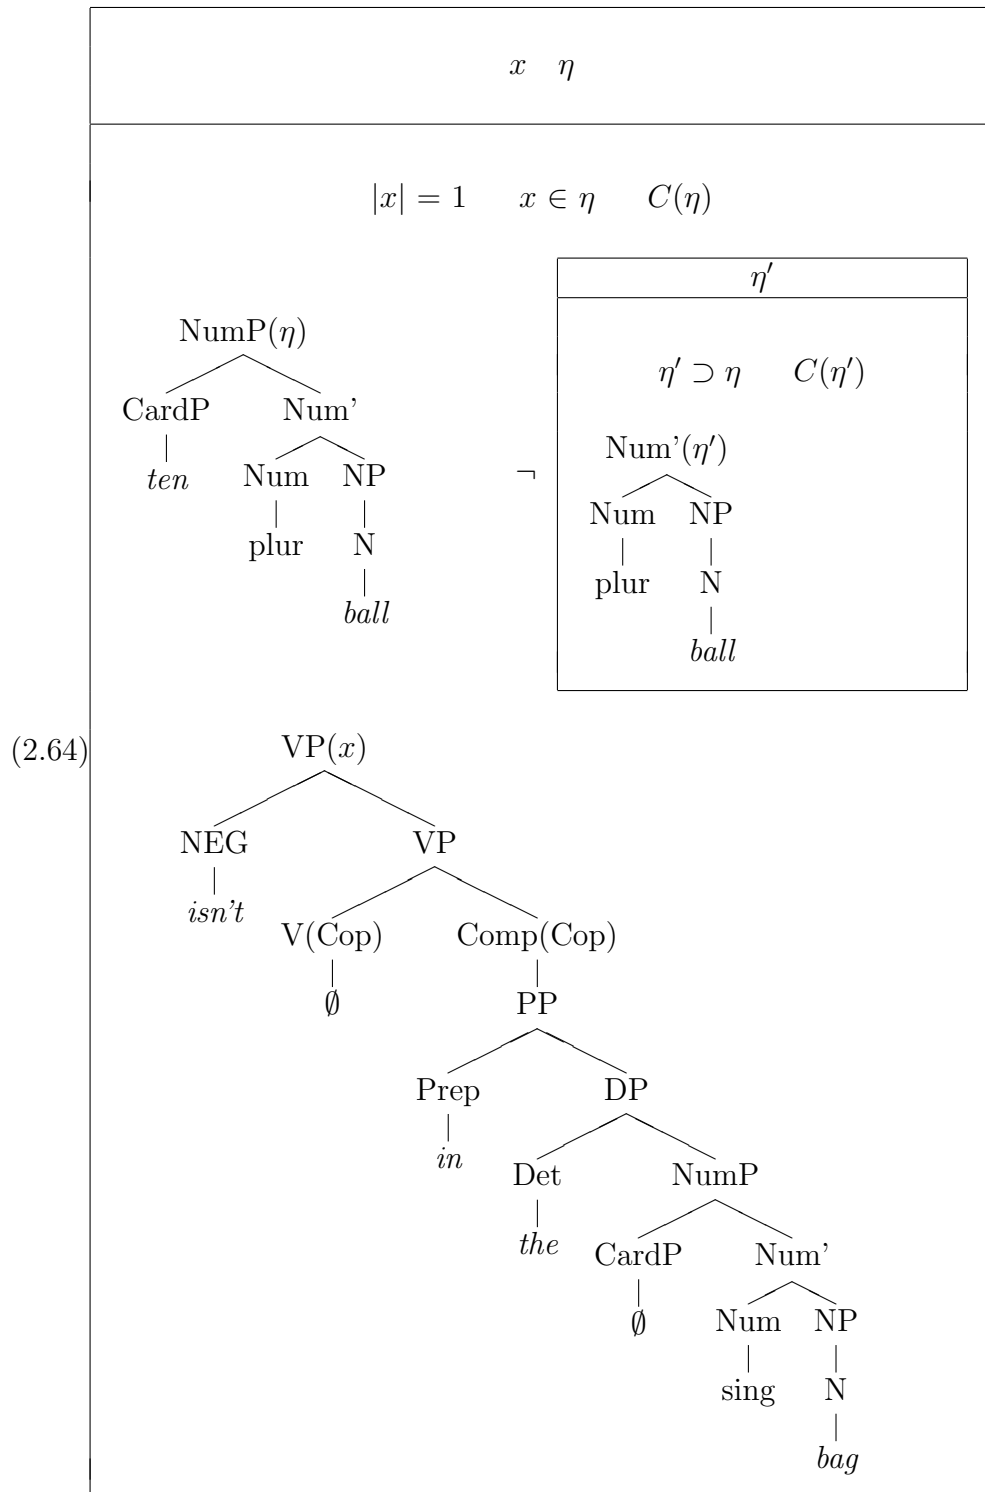 x η
|x| = 1 x ∈ η C(η)
η′
NumP(η)
η′ ⊃ η C(η′)
CardP Num'
Num'(η′)
ten Num NP ¬
Num NP
plur N
plur N
ball
ball
(2.64) VP(x)
NEG VP
isn't
V(Cop) Comp(Cop)
∅ PP
Prep DP
in
Det NumP
the
CardP Num'
∅ Num NP
sing N
bag